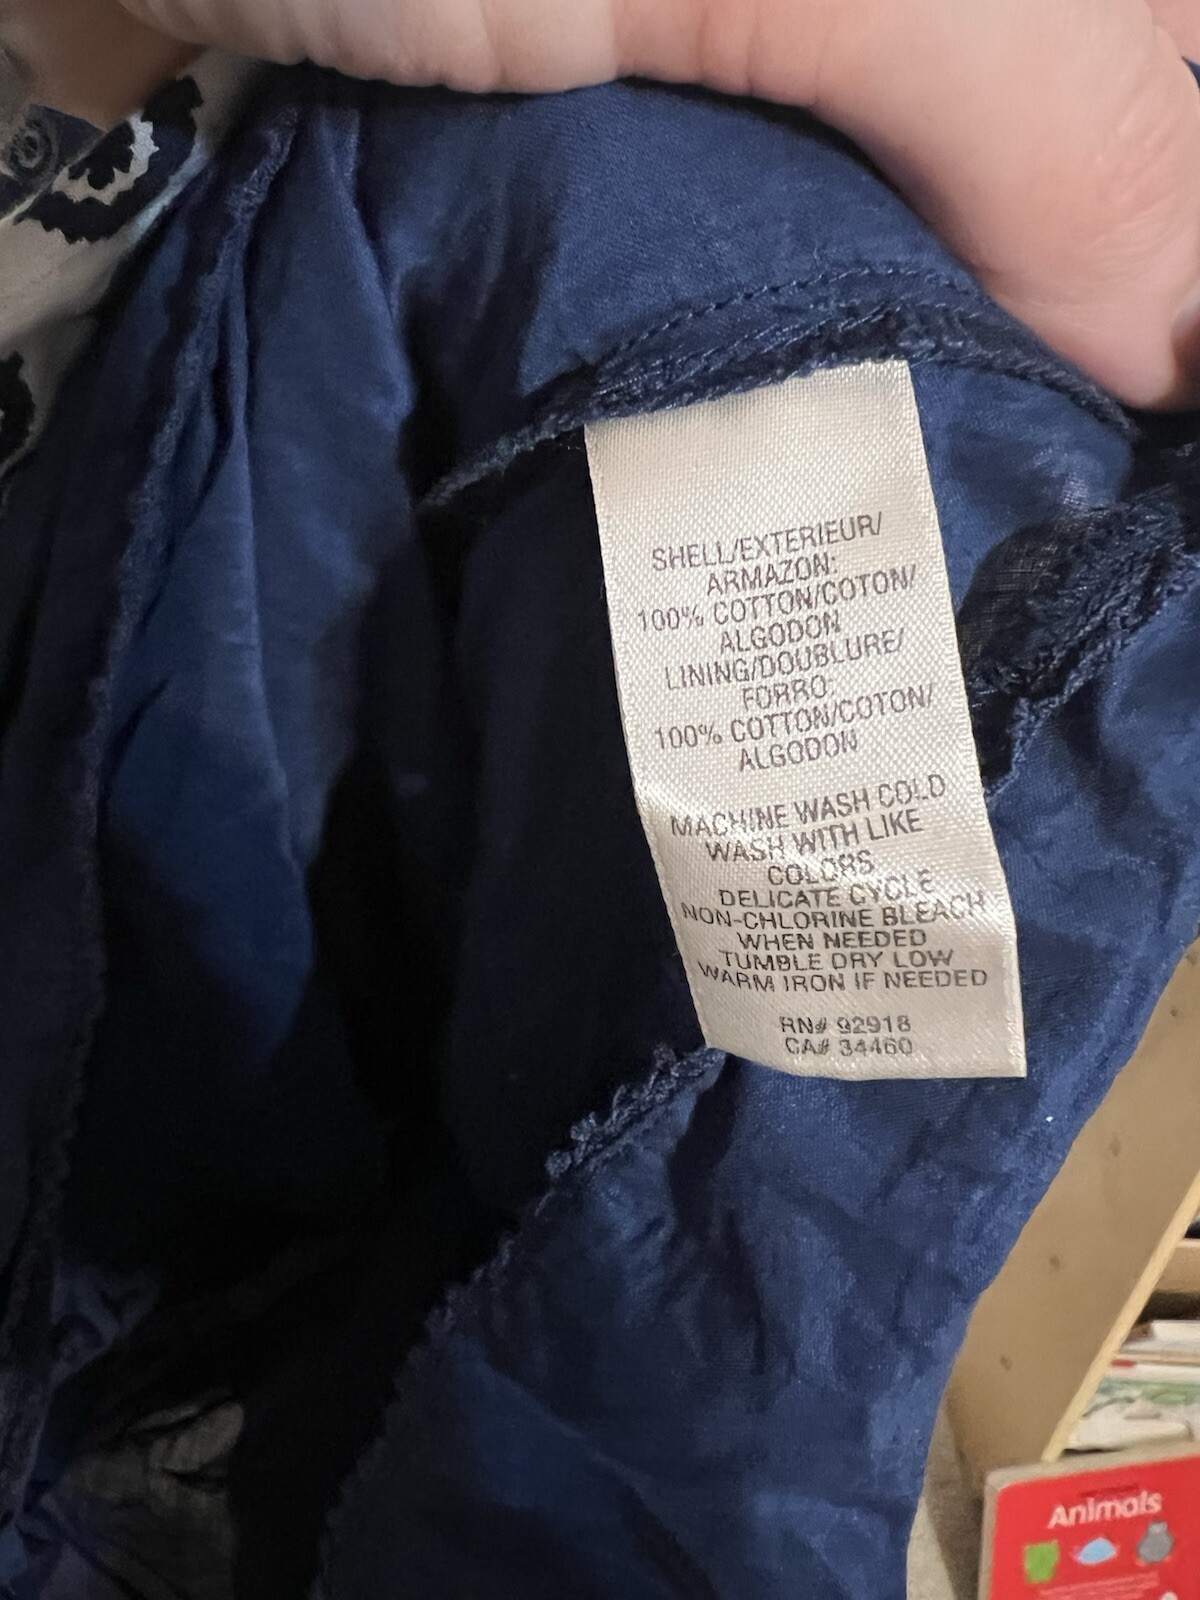 SHELL/EXTERIEUR/
ARMAZON:
100% COTTON/COTON/
ALGODON
LINING/DOUBLURE/
FORRO:
100% COTTON/COTON/
ALGODON
MACHINE WASH COLD
WASH WITH LIKE
COLORS
DELICATE CYCLE
NON-CHLORINE BLEACH
WHEN NEEDED
TUMBLE DRY LOW
WARM IRON IF NEEDED
RN# 92918
CA# 34460
Animals